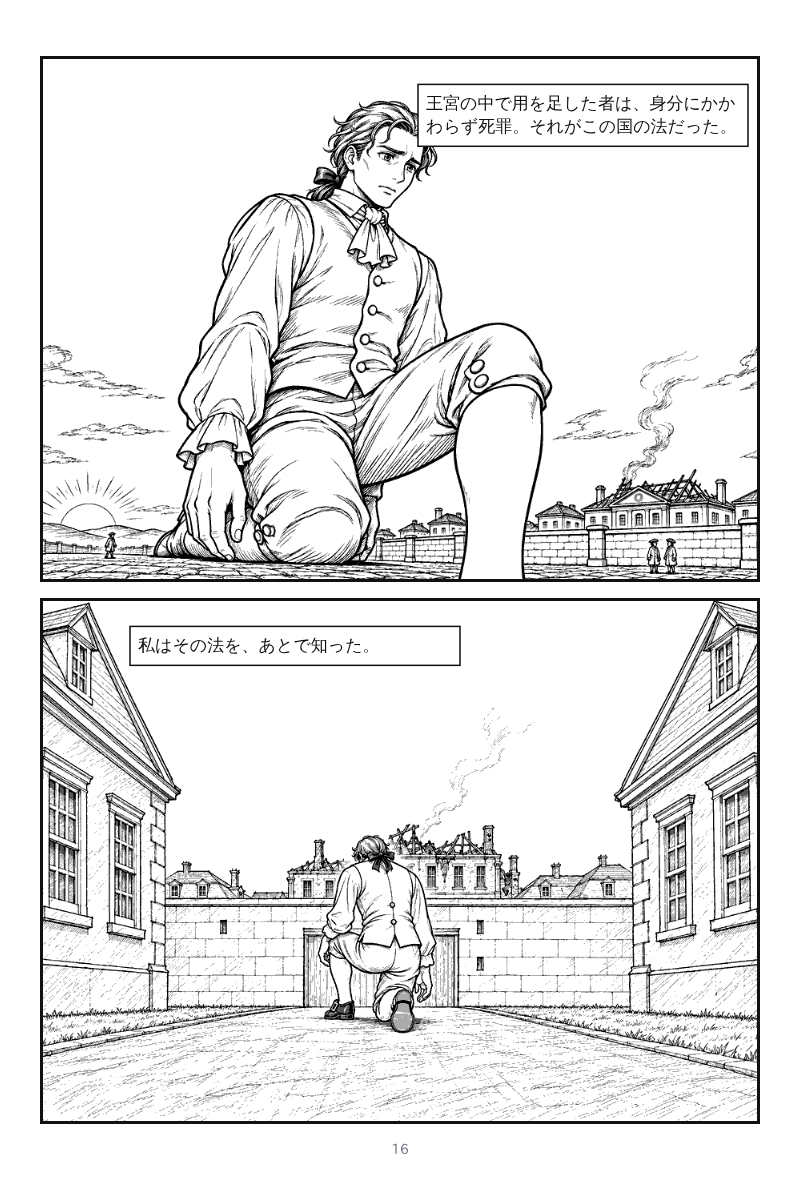 王宮の中で用を足した者は、身分にかか
わらず死罪。それがこの国の法だった。
私はその法を、あとで知った。
16